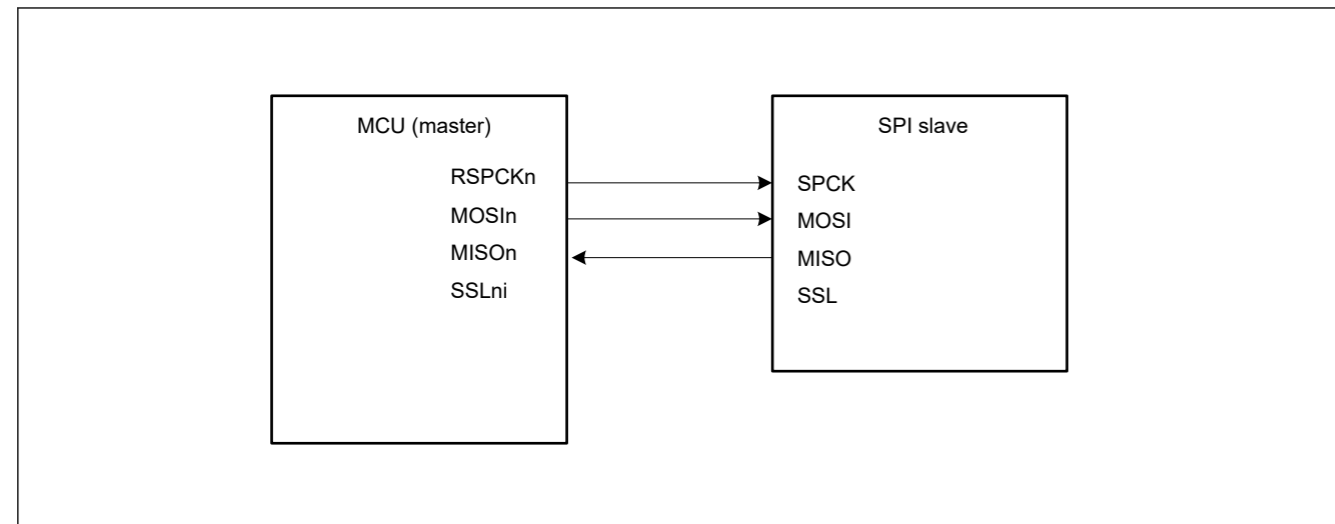 MCU (master)
RSPCKn
MOSIn
MISOn
SSLni
SPI slave
SPCK
MOSI
MISO
SSL